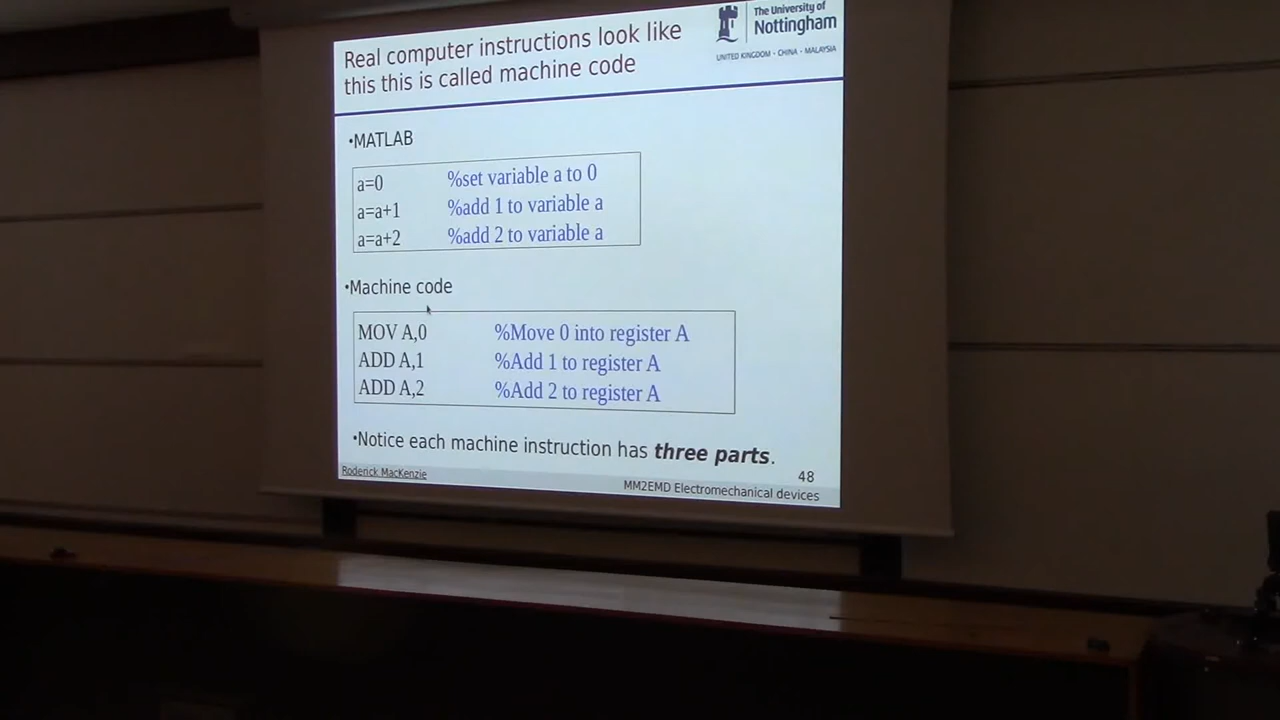 Real computer instructions look like
this this is called machine code
The University of
Nottingham
UNITED KINGDOM · CHINA · MALAYSIA
•MATLAB
a=0 %set variable a to 0
a=a+1 %add 1 to variable a
a=a+2 %add 2 to variable a
•Machine code
MOV A,0 %Move 0 into register A
ADD A,1 %Add 1 to register A
ADD A,2 %Add 2 to register A
•Notice each machine instruction has three parts.
Roderick MacKenzie
48
MM2EMD Electromechanical devices